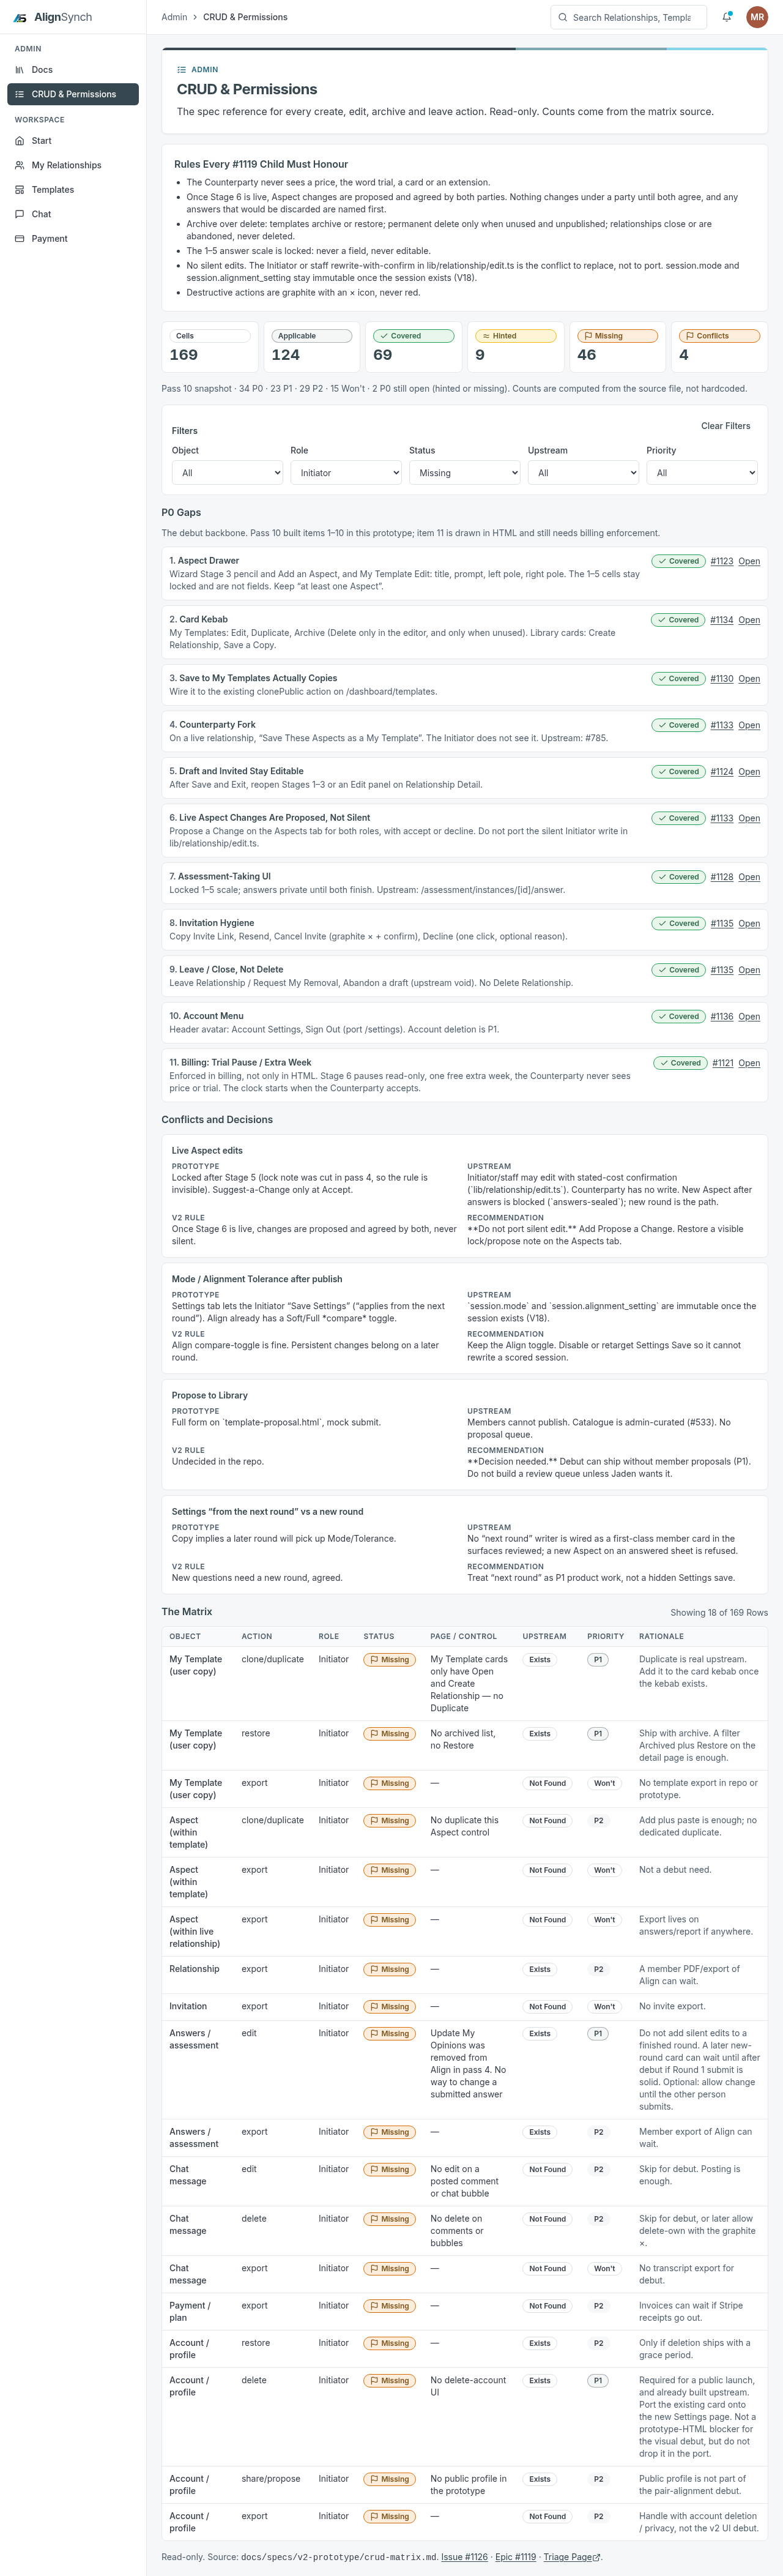 AlignSynch
Admin > CRUD & Permissions
Search Relationships, Templa
MR
ADMIN
Docs
CRUD & Permissions
WORKSPACE
Start
My Relationships
Templates
Chat
Payment
ADMIN
CRUD & Permissions
The spec reference for every create, edit, archive and leave action. Read-only. Counts come from the matrix source.
Rules Every #1119 Child Must Honour
• The Counterparty never sees a price, the word trial, a card or an extension.
• Once Stage 6 is live, Aspect changes are proposed and agreed by both parties. Nothing changes under a party until both agree, and any
answers that would be discarded are named first.
• Archive over delete: templates archive or restore; permanent delete only when unused and unpublished; relationships close or are
abandoned, never deleted.
• The 1–5 answer scale is locked: never a field, never editable.
• No silent edits. The Initiator or staff rewrite-with-confirm in lib/relationship/edit.ts is the conflict to replace, not to port. session.mode and
session.alignment_setting stay immutable once the session exists (V18).
• Destructive actions are graphite with an × icon, never red.
Cells
169
Applicable
124
Covered
69
Hinted
9
Missing
46
Conflicts
4
Pass 10 snapshot · 34 P0 · 23 P1 · 29 P2 · 15 Won't · 2 P0 still open (hinted or missing). Counts are computed from the source file, not hardcoded.
Filters
Clear Filters
Object
All
Role
Initiator
Status
Missing
Upstream
All
Priority
All
P0 Gaps
The debut backbone. Pass 10 built items 1–10 in this prototype; item 11 is drawn in HTML and still needs billing enforcement.
1. Aspect Drawer
Wizard Stage 3 pencil and Add an Aspect, and My Template Edit: title, prompt, left pole, right pole. The 1–5 cells stay
locked and are not fields. Keep “at least one Aspect”.
Covered #1123 Open
2. Card Kebab
My Templates: Edit, Duplicate, Archive (Delete only in the editor, and only when unused). Library cards: Create
Relationship, Save a Copy.
Covered #1134 Open
3. Save to My Templates Actually Copies
Wire it to the existing clonePublic action on /dashboard/templates.
Covered #1130 Open
4. Counterparty Fork
On a live relationship, “Save These Aspects as a My Template”. The Initiator does not see it. Upstream: #785.
Covered #1133 Open
5. Draft and Invited Stay Editable
After Save and Exit, reopen Stages 1–3 or an Edit panel on Relationship Detail.
Covered #1124 Open
6. Live Aspect Changes Are Proposed, Not Silent
Propose a Change on the Aspects tab for both roles, with accept or decline. Do not port the silent Initiator write in
lib/relationship/edit.ts.
Covered #1133 Open
7. Assessment-Taking UI
Locked 1–5 scale; answers private until both finish. Upstream: /assessment/instances/[id]/answer.
Covered #1128 Open
8. Invitation Hygiene
Copy Invite Link, Resend, Cancel Invite (graphite × + confirm), Decline (one click, optional reason).
Covered #1135 Open
9. Leave / Close, Not Delete
Leave Relationship / Request My Removal, Abandon a draft (upstream void). No Delete Relationship.
Covered #1135 Open
10. Account Menu
Header avatar: Account Settings, Sign Out (port /settings). Account deletion is P1.
Covered #1136 Open
11. Billing: Trial Pause / Extra Week
Enforced in billing, not only in HTML. Stage 6 pauses read-only, one free extra week, the Counterparty never sees
price or trial. The clock starts when the Counterparty accepts.
Covered #1121 Open
Conflicts and Decisions
Live Aspect edits
PROTOTYPE
Locked after Stage 5 (lock note was cut in pass 4, so the rule is
invisible). Suggest-a-Change only at Accept.
UPSTREAM
Initiator/staff may edit with stated-cost confirmation
(`lib/relationship/edit.ts`). Counterparty has no write. New Aspect after
answers is blocked (`answers-sealed`); new round is the path.
V2 RULE
Once Stage 6 is live, changes are proposed and agreed by both, never
silent.
RECOMMENDATION
**Do not port silent edit.** Add Propose a Change. Restore a visible
lock/propose note on the Aspects tab.
Mode / Alignment Tolerance after publish
PROTOTYPE
Settings tab lets the Initiator “Save Settings” (“applies from the next
round”). Align already has a Soft/Full *compare* toggle.
UPSTREAM
`session.mode` and `session.alignment_setting` are immutable once the
session exists (V18).
V2 RULE
Align compare-toggle is fine. Persistent changes belong on a later
round.
RECOMMENDATION
Keep the Align toggle. Disable or retarget Settings Save so it cannot
rewrite a scored session.
Propose to Library
PROTOTYPE
Full form on `template-proposal.html`, mock submit.
UPSTREAM
Members cannot publish. Catalogue is admin-curated (#533). No
proposal queue.
V2 RULE
Undecided in the repo.
RECOMMENDATION
**Decision needed.** Debut can ship without member proposals (P1).
Do not build a review queue unless Jaden wants it.
Settings “from the next round” vs a new round
PROTOTYPE
Copy implies a later round will pick up Mode/Tolerance.
UPSTREAM
No “next round” writer is wired as a first-class member card in the
surfaces reviewed; a new Aspect on an answered sheet is refused.
V2 RULE
New questions need a new round, agreed.
RECOMMENDATION
Treat “next round” as P1 product work, not a hidden Settings save.
The Matrix
Showing 18 of 169 Rows
OBJECT ACTION ROLE STATUS PAGE / CONTROL UPSTREAM PRIORITY RATIONALE
My Template (user copy) clone/duplicate Initiator Missing My Template cards only have Open and Create Relationship — no Duplicate Exists P1 Duplicate is real upstream. Add it to the card kebab once the kebab exists.
My Template (user copy) restore Initiator Missing No archived list, no Restore Exists P1 Ship with archive. A filter Archived plus Restore on the detail page is enough.
My Template (user copy) export Initiator Missing — Not Found Won't No template export in repo or prototype.
Aspect (within template) clone/duplicate Initiator Missing No duplicate this Aspect control Not Found P2 Add plus paste is enough; no dedicated duplicate.
Aspect (within template) export Initiator Missing — Not Found Won't Not a debut need.
Aspect (within live relationship) export Initiator Missing — Not Found Won't Export lives on answers/report if anywhere.
Relationship export Initiator Missing — Exists P2 A member PDF/export of Align can wait.
Invitation export Initiator Missing — Not Found Won't No invite export.
Answers / assessment edit Initiator Missing Update My Opinions was removed from Align in pass 4. No way to change a submitted answer Exists P1 Do not add silent edits to a finished round. A later new-round card can wait until after debut if Round 1 submit is solid. Optional: allow change until the other person submits.
Answers / assessment export Initiator Missing — Exists P2 Member export of Align can wait.
Chat message edit Initiator Missing No edit on a posted comment or chat bubble Not Found P2 Skip for debut. Posting is enough.
Chat message delete Initiator Missing No delete on comments or bubbles Not Found P2 Skip for debut, or later allow delete-own with the graphite ×.
Chat message export Initiator Missing — Not Found Won't No transcript export for debut.
Payment / plan export Initiator Missing — Not Found P2 Invoices can wait if Stripe receipts go out.
Account / profile restore Initiator Missing — Exists P2 Only if deletion ships with a grace period.
Account / profile delete Initiator Missing No delete-account UI Exists P1 Required for a public launch, and already built upstream. Port the existing card onto the new Settings page. Not a prototype-HTML blocker for the visual debut, but do not drop it in the port.
Account / profile share/propose Initiator Missing No public profile in the prototype Exists P2 Public profile is not part of the pair-alignment debut.
Account / profile export Initiator Missing — Not Found P2 Handle with account deletion / privacy, not the v2 UI debut.
Read-only. Source: docs/specs/v2-prototype/crud-matrix.md. Issue #1126 · Epic #1119 · Triage Page.